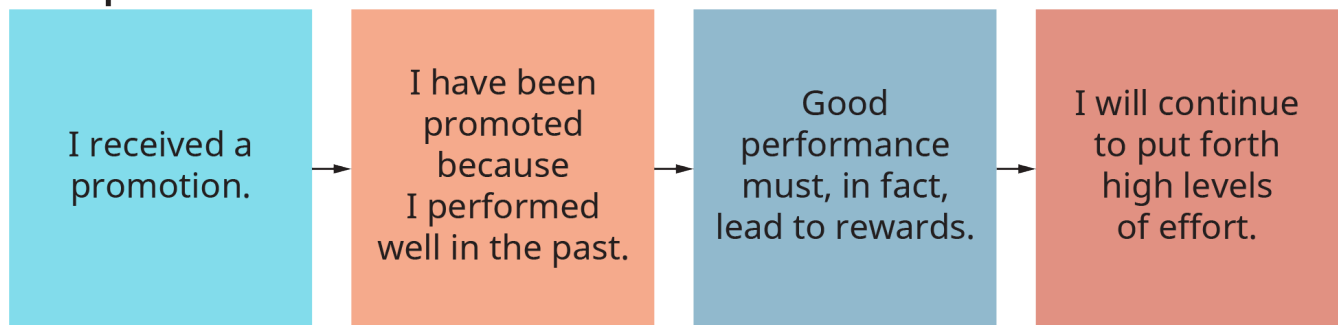 I received a
promotion.
I have been
promoted
because
I performed
well in the past.
Good
performance
must, in fact,
lead to rewards.
I will continue
to put forth
high levels
of effort.